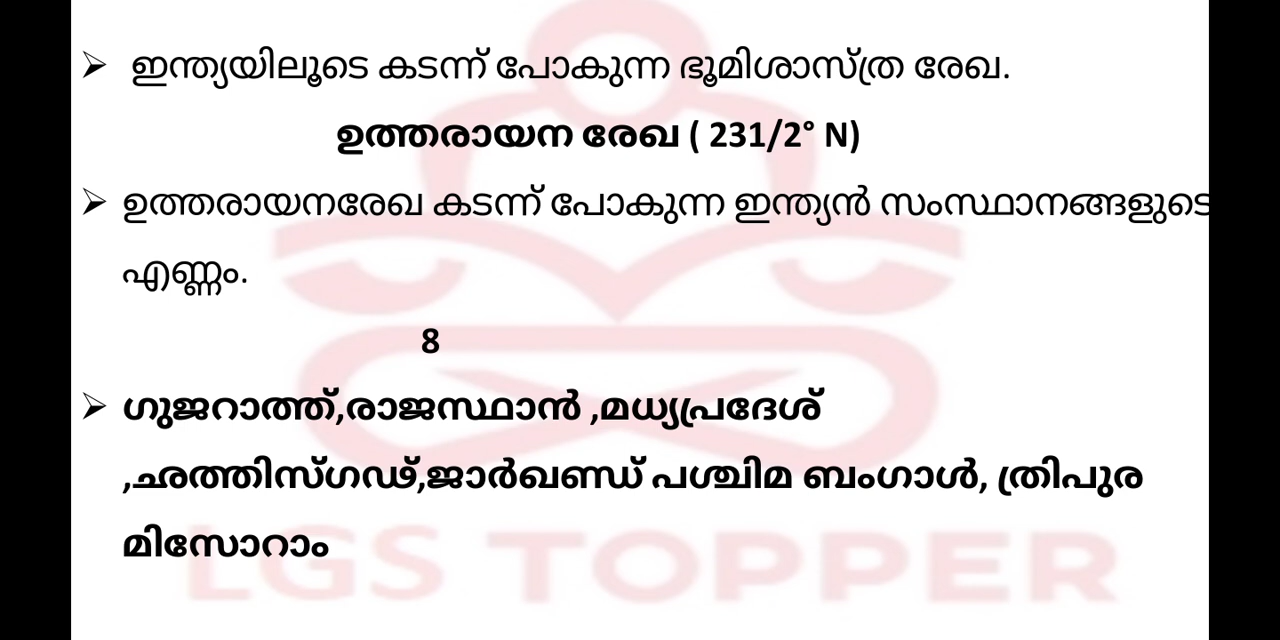 ➢ ഇന്ത്യയിലൂടെ കടന്ന് പോകുന്ന ഭൂമിശാസ്ത്ര രേഖ.
ഉത്തരായന രേഖ ( 231/2° N)
➢ ഉത്തരായനരേഖ കടന്ന് പോകുന്ന ഇന്ത്യൻ സംസ്ഥാനങ്ങളുടെ
എണ്ണം.
8
➢ ഗുജറാത്ത്,രാജസ്ഥാൻ ,മധ്യപ്രദേശ്
,ഛത്തിസ്ഗഢ്,ജാർഖണ്ഡ് പശ്ചിമ ബംഗാൾ, ത്രിപുര
മിസോറാം
LGS TOPPER